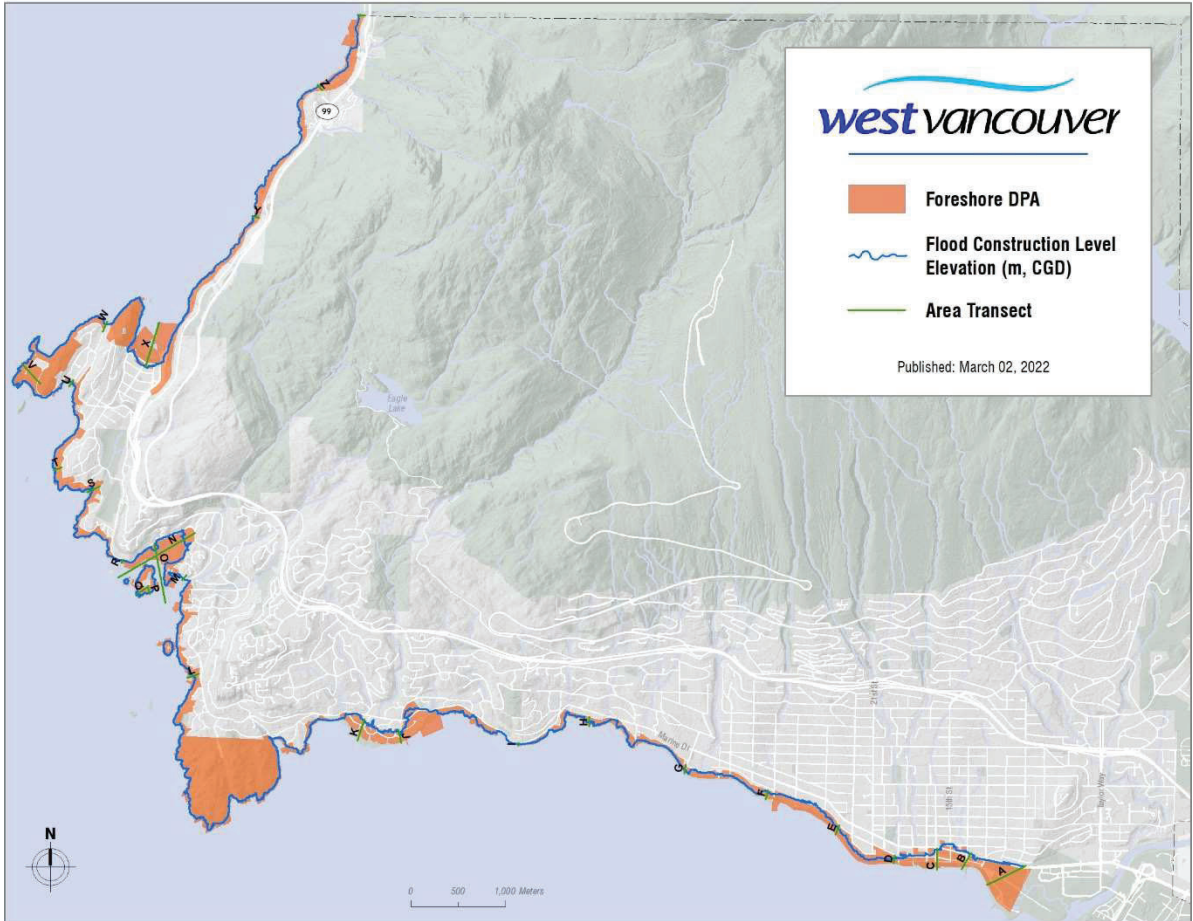 Z
99
west vancouver
Foreshore DPA
Flood Construction Level
Elevation (m, CGD)
Area Transect
Published: March 02, 2022
Y
W
X
V
U
Eagle
Lake
T
S
R
N
O
Q
P
M
L
K
J
I
H
Marine Dr
G
F
E
D
C
B
A
21st St
15th St
Taylor Way
N
0 500 1,000 Meters